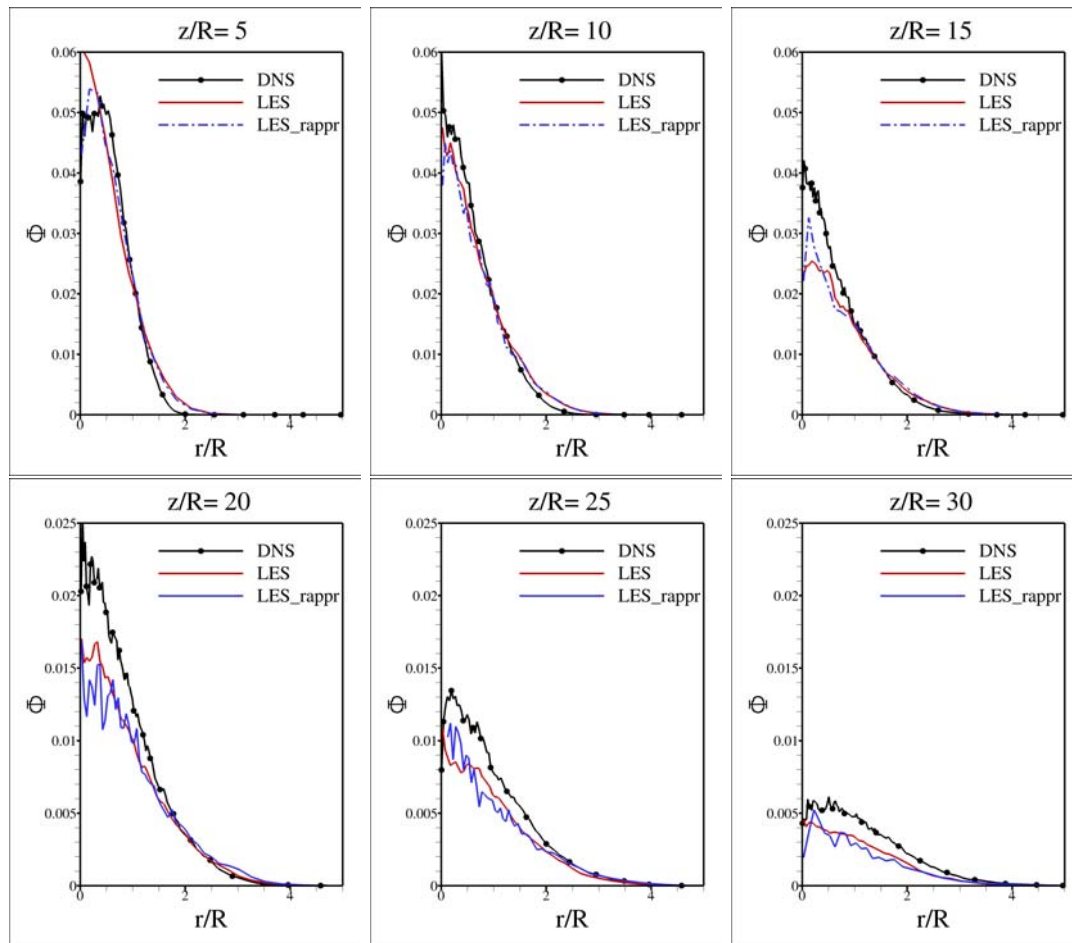 z/R= 5
0.06
0.05
0.04
0.03
0.02
0.01
0
Φ
DNS
LES
LES_rappr
0 2 4
r/R
z/R= 10
0.06
0.05
0.04
0.03
0.02
0.01
0
Φ
DNS
LES
LES_rappr
0 2 4
r/R
z/R= 15
0.06
0.05
0.04
0.03
0.02
0.01
0
Φ
DNS
LES
LES_rappr
0 2 4
r/R
z/R= 20
0.025
0.02
0.015
0.01
0.005
0
Φ
DNS
LES
LES_rappr
0 2 4
r/R
z/R= 25
0.025
0.02
0.015
0.01
0.005
0
Φ
DNS
LES
LES_rappr
0 2 4
r/R
z/R= 30
0.025
0.02
0.015
0.01
0.005
0
Φ
DNS
LES
LES_rappr
0 2 4
r/R